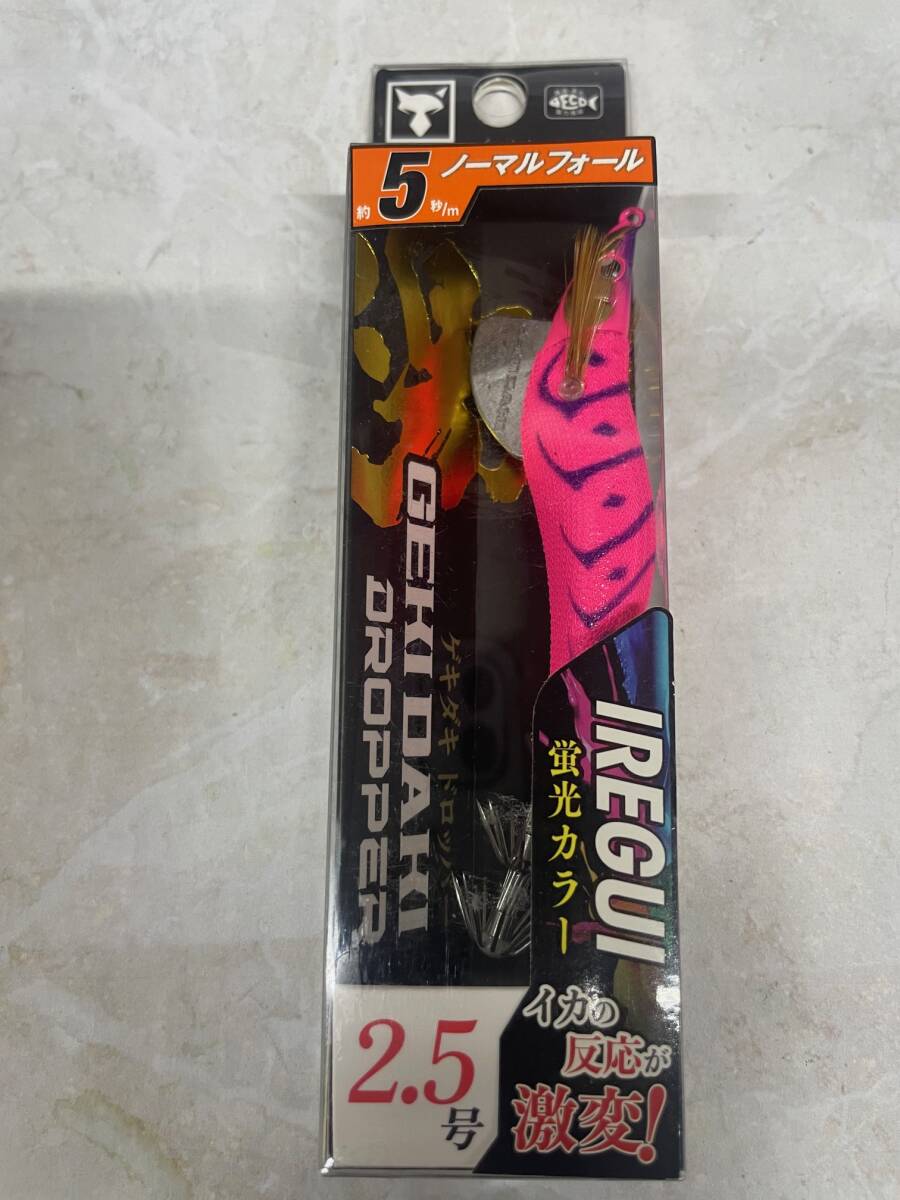 ECO
ノーマルフォール
約5秒/m
GEKIDAKI
DROPPER
ゲキダキ ドロッパー
IREGUI
蛍光カラー
2.5号
イカの
反応が
激変!